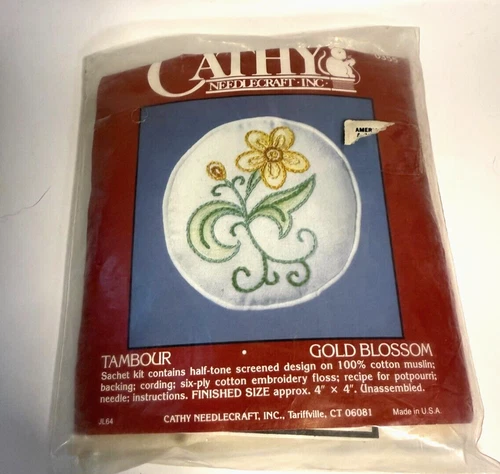 CATHY
NEEDLECRAFT · INC ·
AMER
TAMBOUR • GOLD BLOSSOM
Sachet kit contains half-tone screened design on 100% cotton muslin;
backing; cording; six-ply cotton embroidery floss; recipe for potpourri;
needle; instructions. FINISHED SIZE approx. 4" × 4". Unassembled.
JL64 CATHY NEEDLECRAFT, INC., Tariffville, CT 06081 Made in U.S.A.